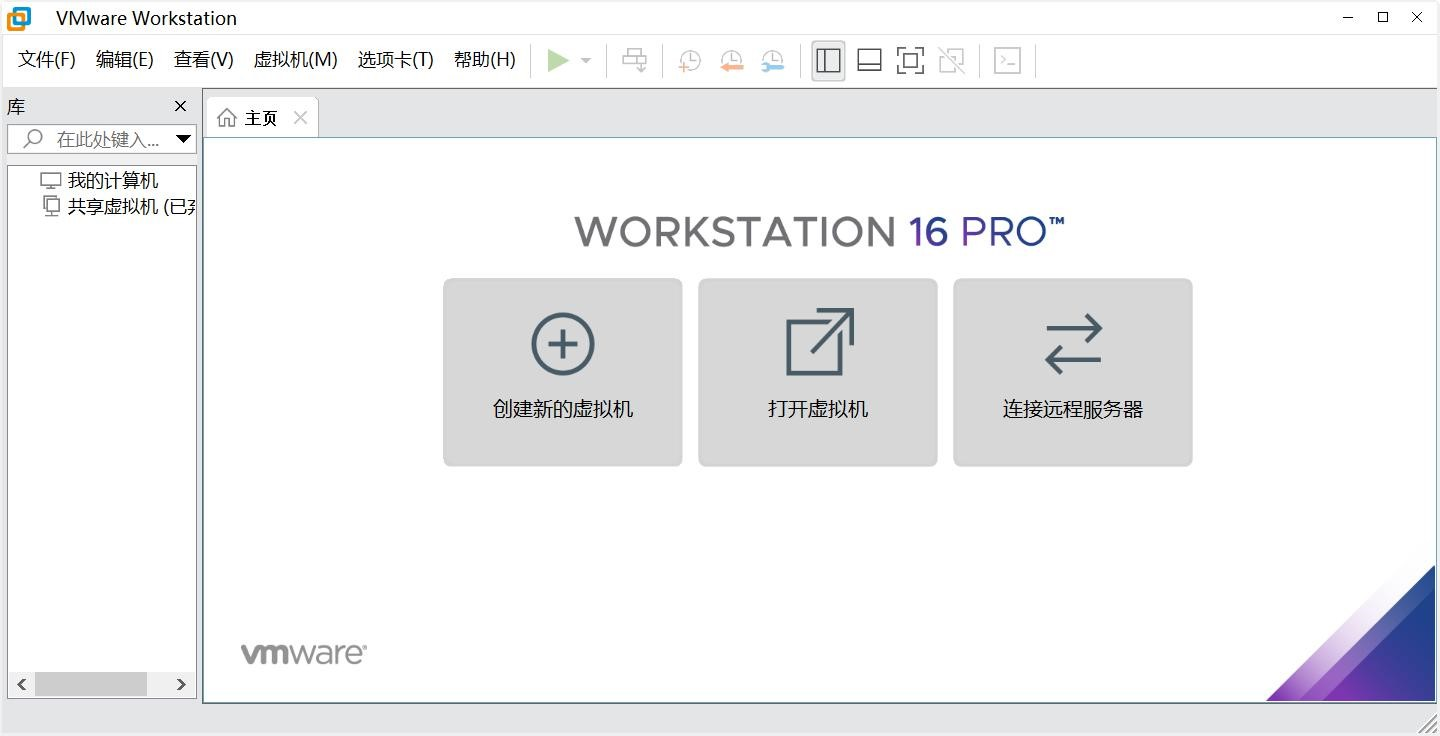 VMware Workstation
文件(F) 编辑(E) 查看(V) 虚拟机(M) 选项卡(T) 帮助(H)
库
主页
在此处键入...
我的计算机
共享虚拟机 (已
WORKSTATION 16 PRO™
创建新的虚拟机 打开虚拟机 连接远程服务器
vmware®